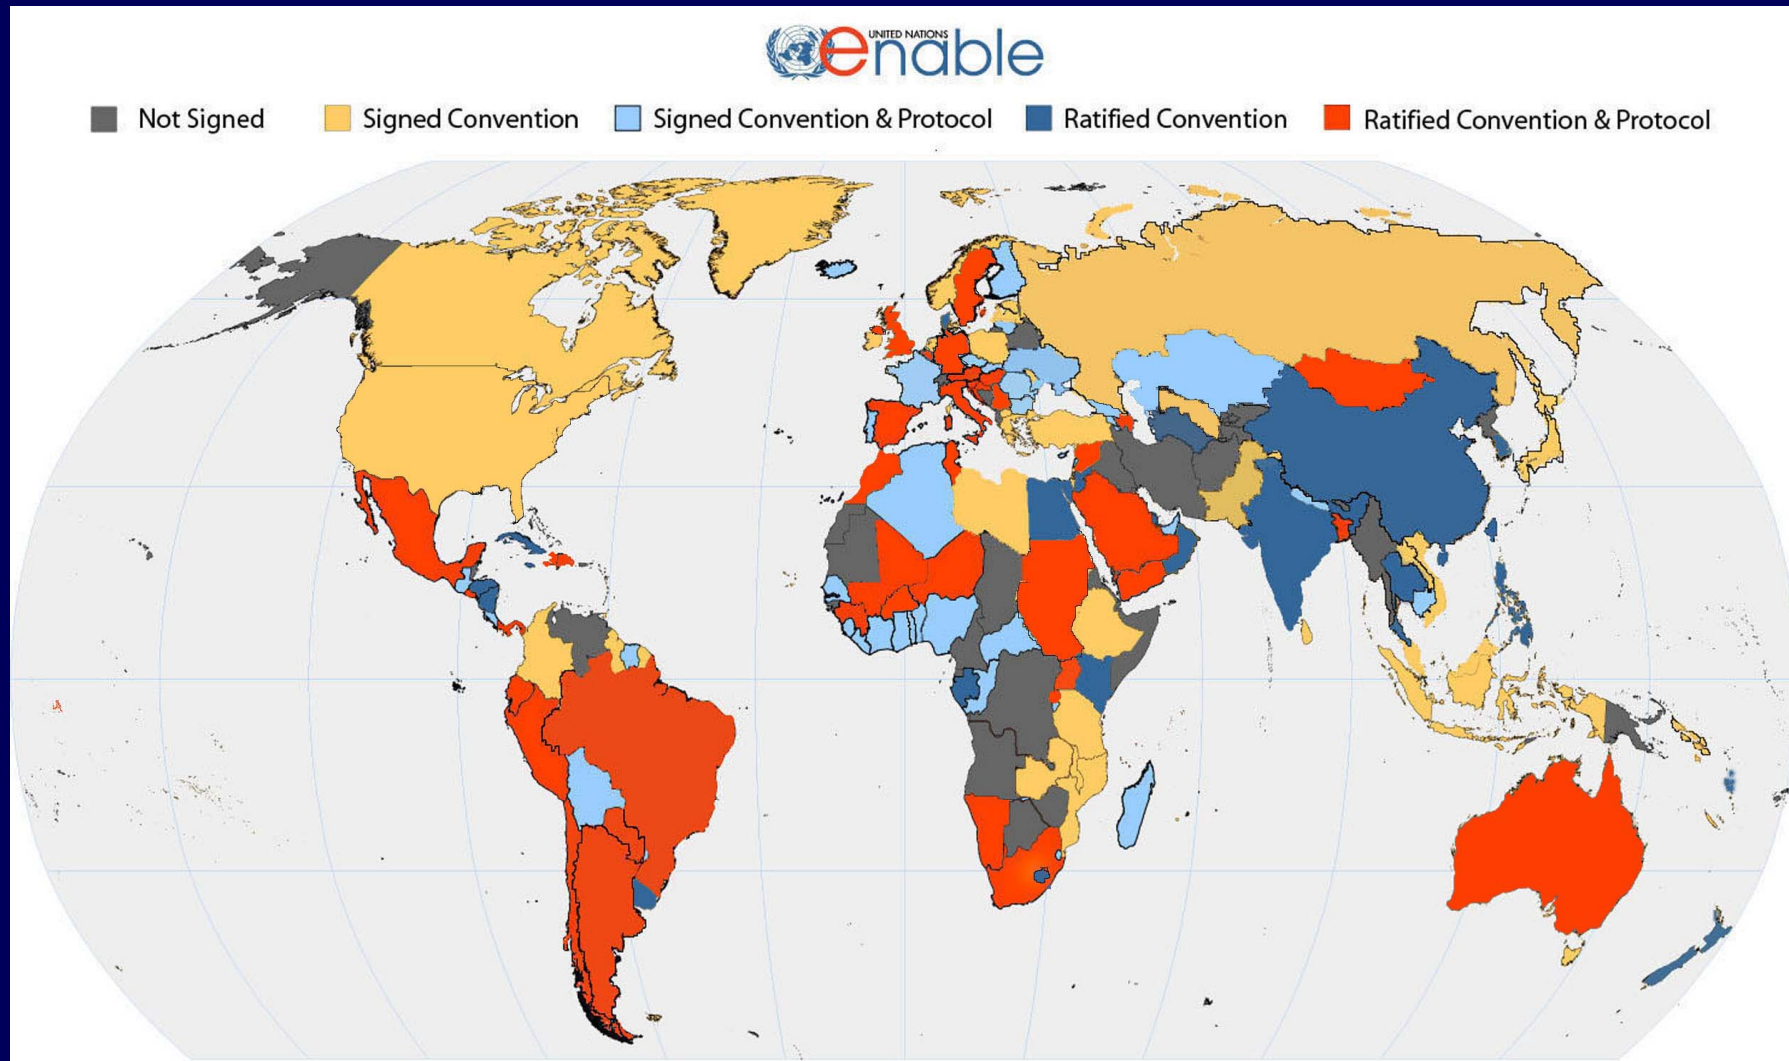 UNITED NATIONS
enable
Not Signed
Signed Convention
Signed Convention & Protocol
Ratified Convention
Ratified Convention & Protocol